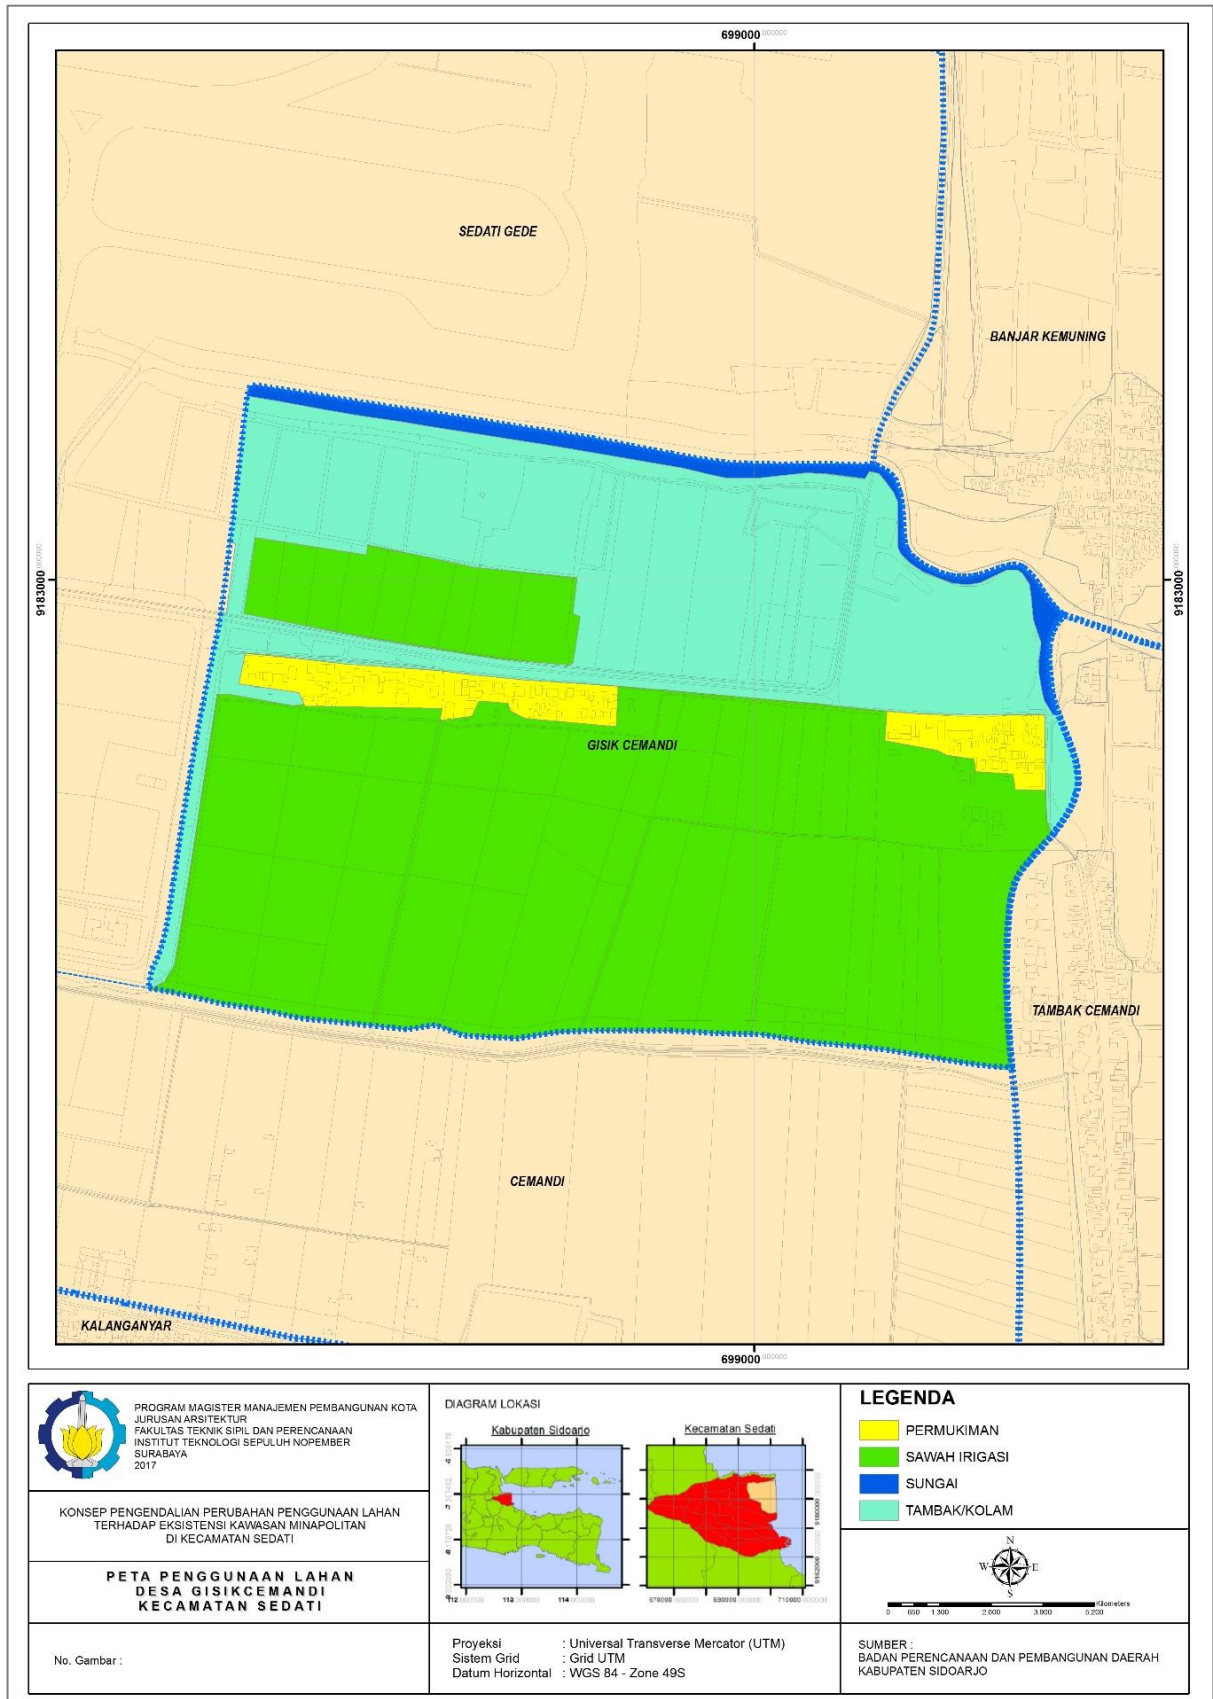 699000
SEDATI GEDE
BANJAR KEMUNING
9183000
9183000
GISIK CEMANDI
TAMBAK CEMANDI
CEMANDI
KALANGANYAR
699000
PROGRAM MAGISTER MANAJEMEN PEMBANGUNAN KOTA
JURUSAN ARSITEKTUR
FAKULTAS TEKNIK SIPIL DAN PERENCANAAN
INSTITUT TEKNOLOGI SEPULUH NOPEMBER
SURABAYA
2017
KONSEP PENGENDALIAN PERUBAHAN PENGGUNAAN LAHAN
TERHADAP EKSISTENSI KAWASAN MINAPOLITAN
DI KECAMATAN SEDATI
PETA PENGGUNAAN LAHAN
DESA GISIKCEMANDI
KECAMATAN SEDATI
No. Gambar :
DIAGRAM LOKASI
Kabupaten Sidoarjo
Kecamatan Sedati
112
113
114
Proyeksi : Universal Transverse Mercator (UTM)
Sistem Grid : Grid UTM
Datum Horizontal : WGS 84 - Zone 49S
LEGENDA
PERMUKIMAN
SAWAH IRIGASI
SUNGAI
TAMBAK/KOLAM
N
W E
S
Kilometers
0 650 1.300 2.600 3.900 5.200
SUMBER :
BADAN PERENCANAAN DAN PEMBANGUNAN DAERAH
KABUPATEN SIDOARJO